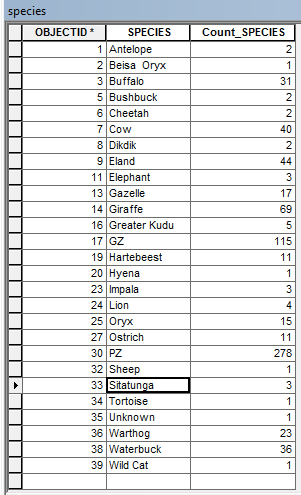 species
OBJECTID * SPECIES Count_SPECIES
1 Antelope 2
2 Beisa Oryx 1
3 Buffalo 31
5 Bushbuck 2
6 Cheetah 2
7 Cow 40
8 Dikdik 2
9 Eland 44
11 Elephant 3
13 Gazelle 17
14 Giraffe 69
16 Greater Kudu 5
17 GZ 115
19 Hartebeest 11
20 Hyena 1
23 Impala 3
24 Lion 4
25 Oryx 15
27 Ostrich 11
30 PZ 278
32 Sheep 1
33 Sitatunga 3
34 Tortoise 1
35 Unknown 1
36 Warthog 23
38 Waterbuck 36
39 Wild Cat 1